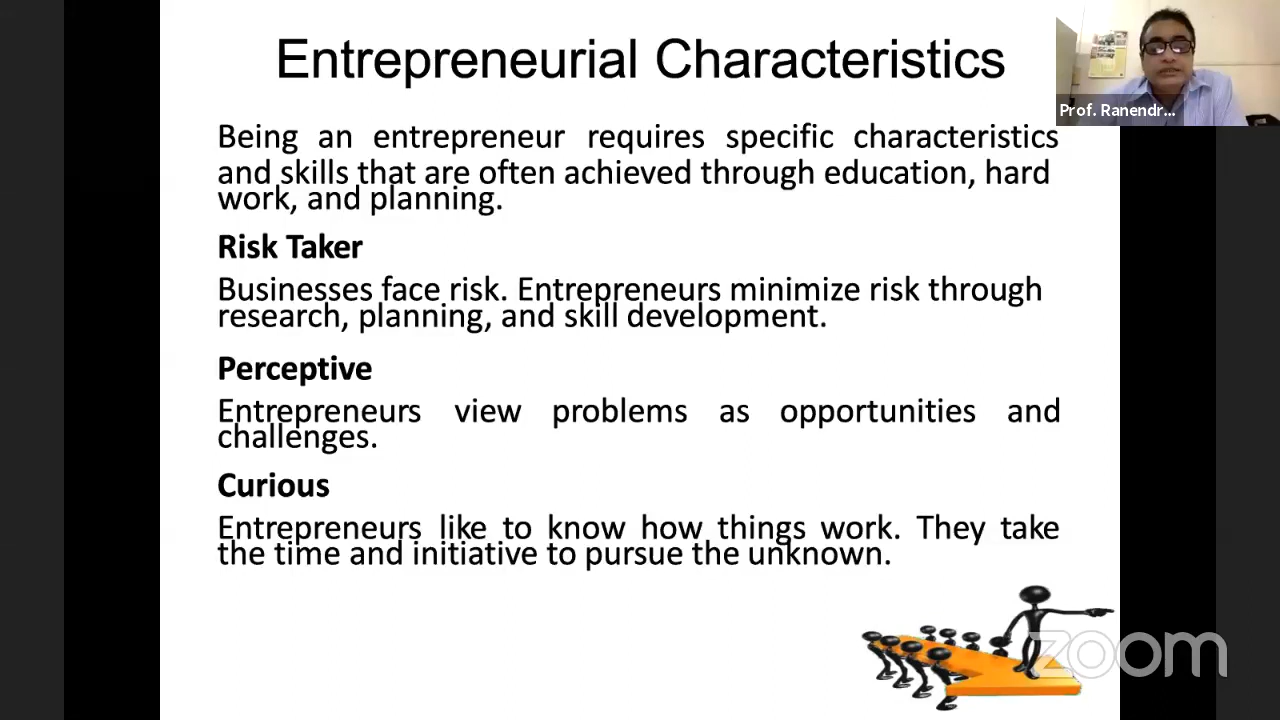 Entrepreneurial Characteristics
Prof. Ranendr...
Being an entrepreneur requires specific characteristics
and skills that are often achieved through education, hard
work, and planning.
Risk Taker
Businesses face risk. Entrepreneurs minimize risk through
research, planning, and skill development.
Perceptive
Entrepreneurs view problems as opportunities and
challenges.
Curious
Entrepreneurs like to know how things work. They take
the time and initiative to pursue the unknown.
zoom